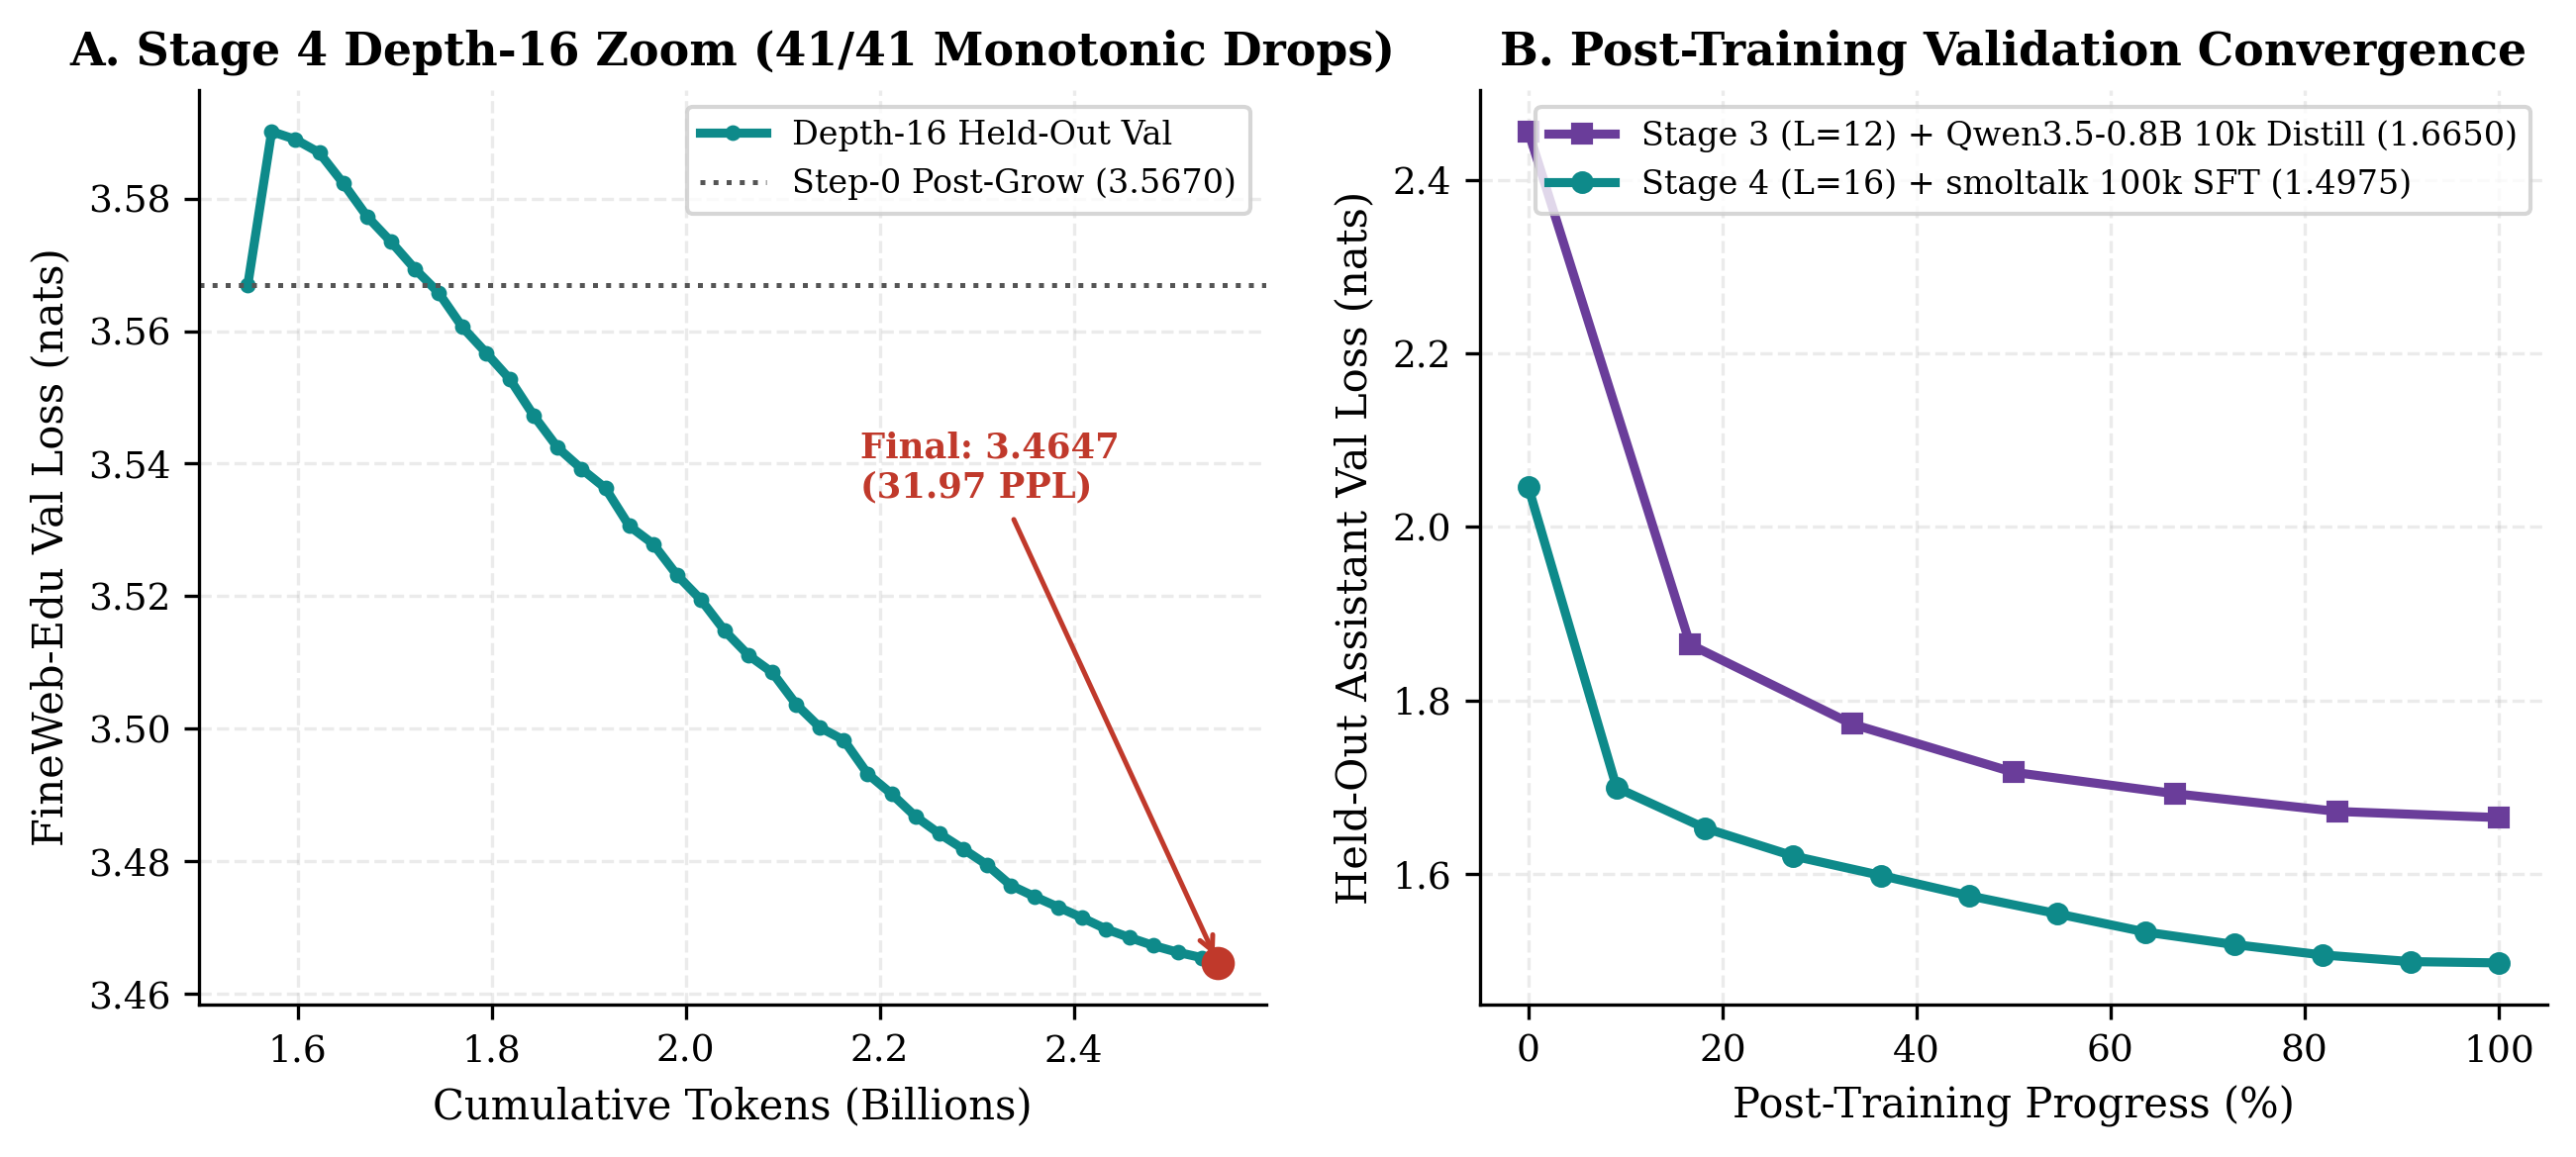 A. Stage 4 Depth-16 Zoom (41/41 Monotonic Drops)
FineWeb-Edu Val Loss (nats)
3.58
3.56
3.54
3.52
3.50
3.48
3.46
Depth-16 Held-Out Val
Step-0 Post-Grow (3.5670)
Final: 3.4647
(31.97 PPL)
1.6 1.8 2.0 2.2 2.4
Cumulative Tokens (Billions)
B. Post-Training Validation Convergence
Held-Out Assistant Val Loss (nats)
2.4
2.2
2.0
1.8
1.6
Stage 3 (L=12) + Qwen3.5-0.8B 10k Distill (1.6650)
Stage 4 (L=16) + smoltalk 100k SFT (1.4975)
0 20 40 60 80 100
Post-Training Progress (%)